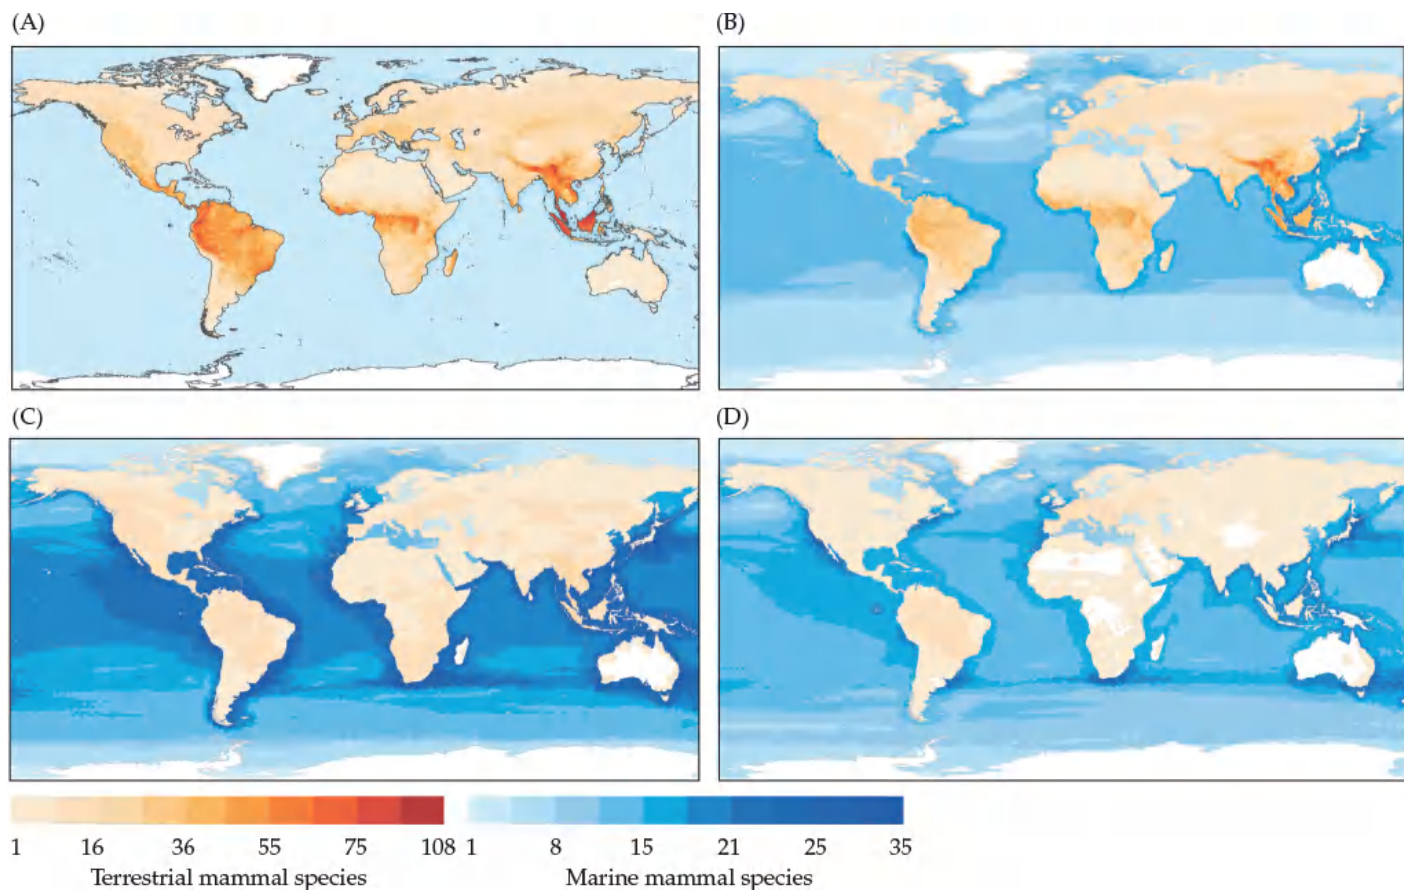 (A)
(B)
(C)
(D)
1 16 36 55 75 108
Terrestrial mammal species
1 8 15 21 25 35
Marine mammal species